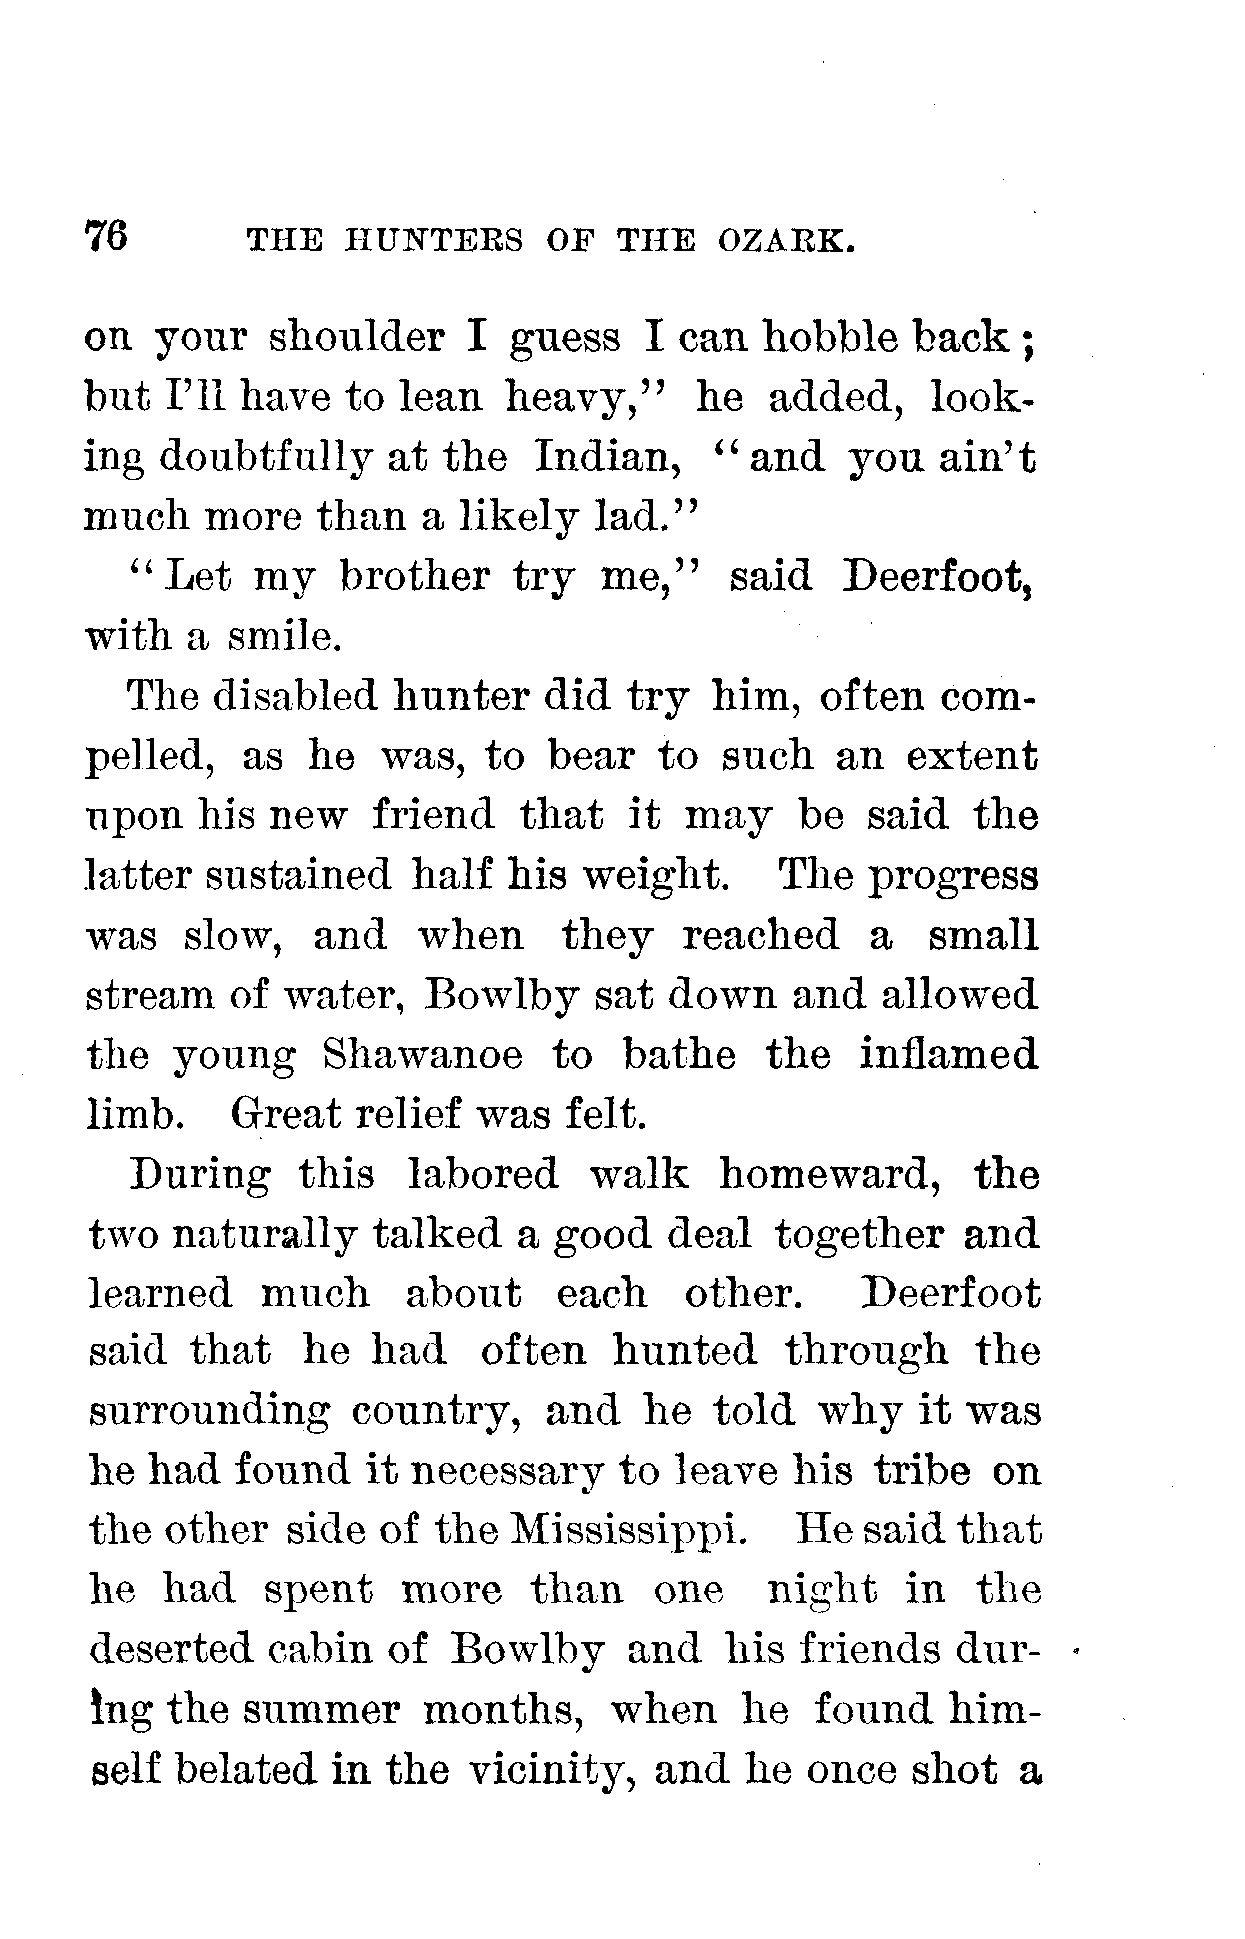 76 THE HUNTERS OF THE OZARK.
on your shoulder I guess I can hobble back ;
but I'll have to lean heavy," he added, look-
ing doubtfully at the Indian, "and you ain't
much more than a likely lad."
"Let my brother try me," said Deerfoot,
with a smile.
The disabled hunter did try him, often com-
pelled, as he was, to bear to such an extent
upon his new friend that it may be said the
latter sustained half his weight. The progress
was slow, and when they reached a small
stream of water, Bowlby sat down and allowed
the young Shawanoe to bathe the inflamed
limb. Great relief was felt.
During this labored walk homeward, the
two naturally talked a good deal together and
learned much about each other. Deerfoot
said that he had often hunted through the
surrounding country, and he told why it was
he had found it necessary to leave his tribe on
the other side of the Mississippi. He said that
he had spent more than one night in the
deserted cabin of Bowlby and his friends dur-
ing the summer months, when he found him-
self belated in the vicinity, and he once shot a